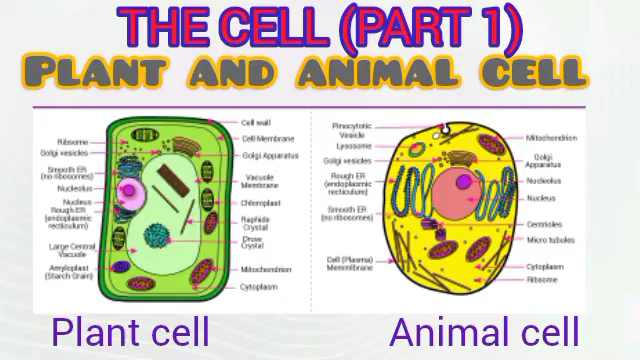 THE CELL (PART 1)
PLANT AND ANIMAL CELL
Ribsome
Golgi vesicles
Smooth ER
(no ribosomes)
Nucleolus
Nucleus
Rough ER
(endoplasmic
recticulum)
Large Central
Vacuole
Amyloplast
(Starch Grain)
Cell wall
Cell Membrane
Golgi Apparatus
Vacuole
Membrane
Chloroplast
Raphide
Crystal
Druse
Crystal
Mitochondrion
Cytoplasm
Pinocytotic
Vesicle
Lysosome
Golgi vesicles
Rough ER
(endoplasmic
recticulum)
Smooth ER
(no ribosomes)
Cell (Plasma)
Memmlbrane
Mitochondrion
Golgi
Apparatus
Nucleolus
Nucleus
Centrioles
Micro tubules
Cytoplasm
Ribsome
Plant cell
Animal cell